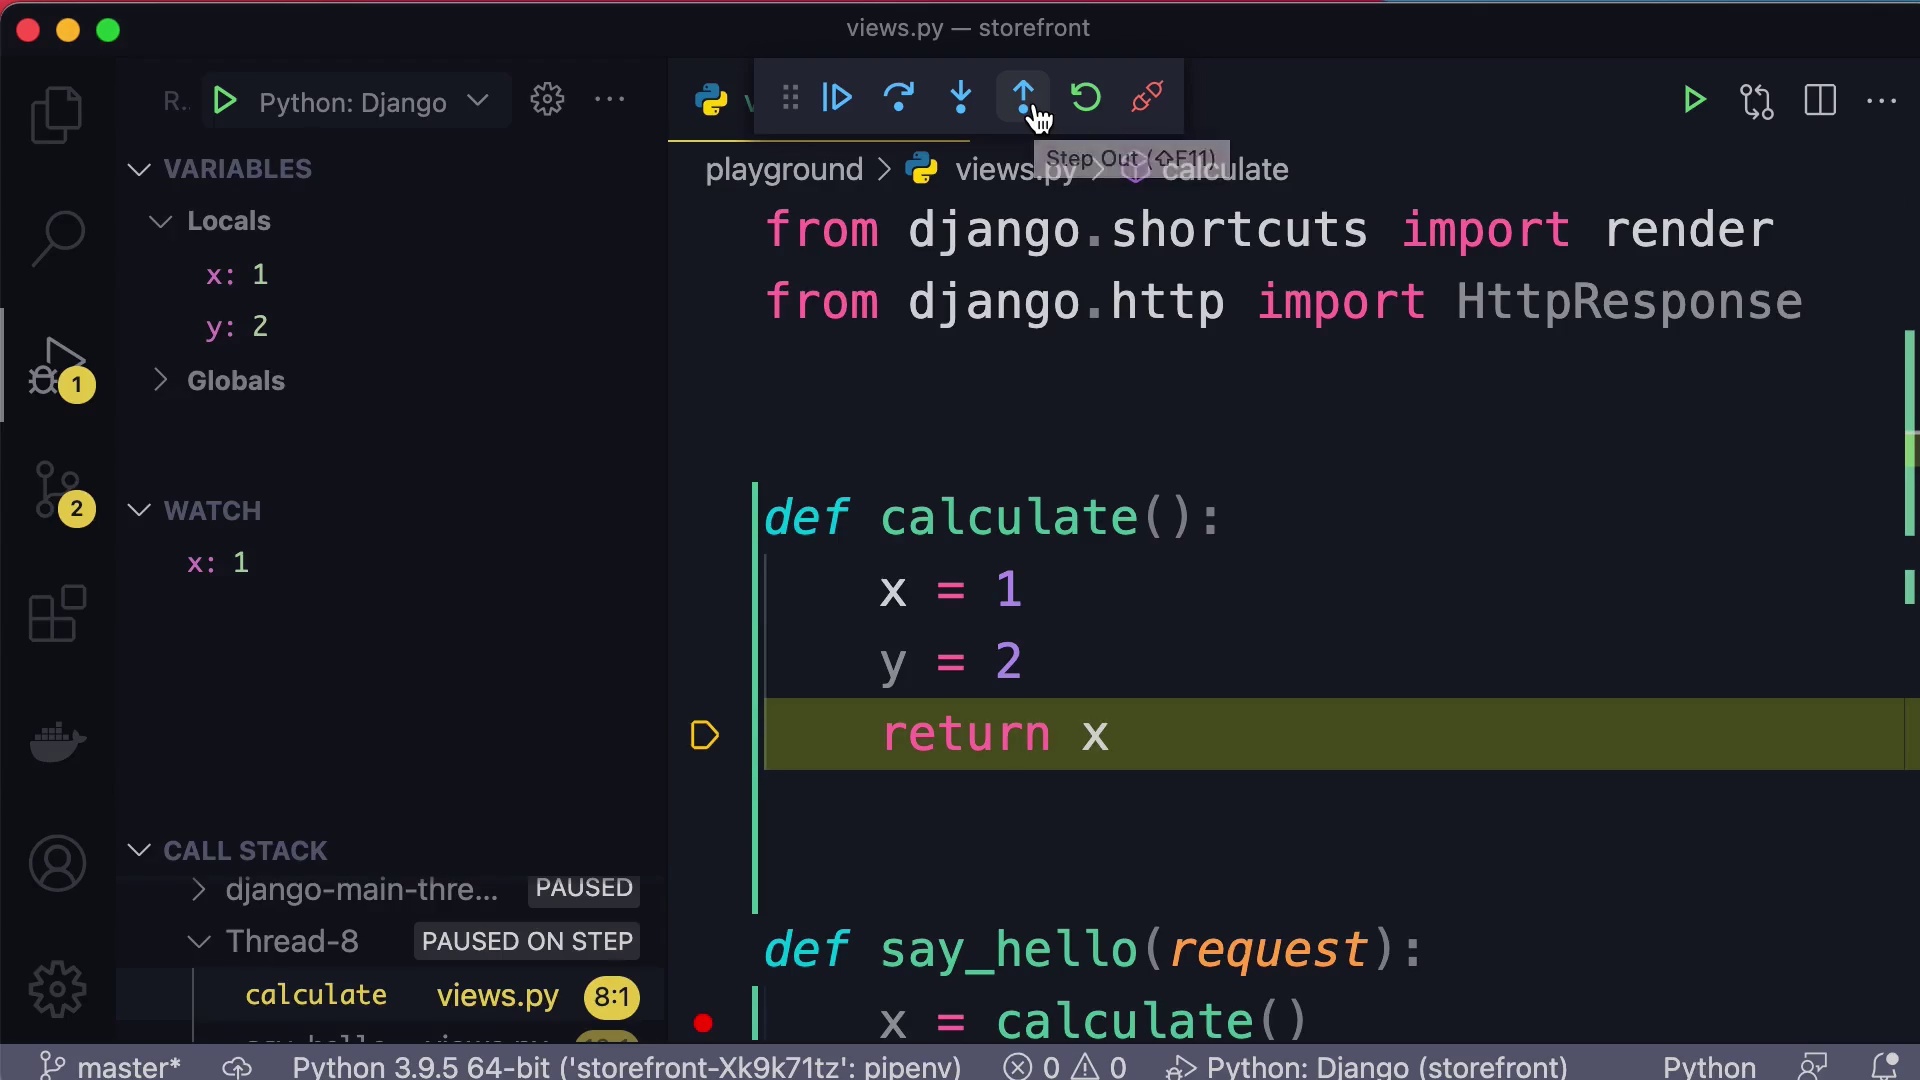 views.py — storefront
R..
Python: Django
VARIABLES
Locals
x: 1
y: 2
Globals
WATCH
x: 1
CALL STACK
django-main-thre... PAUSED
Thread-8 PAUSED ON STEP
calculate views.py 8:1
1
2
Step Out (⇧F11)
playground > views.py > calculate
from django.shortcuts import render
from django.http import HttpResponse
def calculate():
x = 1
y = 2
return x
def say_hello(request):
x = calculate()
master* Python 3.9.5 64-bit ('storefront-Xk9k71tz': pipenv) 0 0 Python: Django (storefront) Python